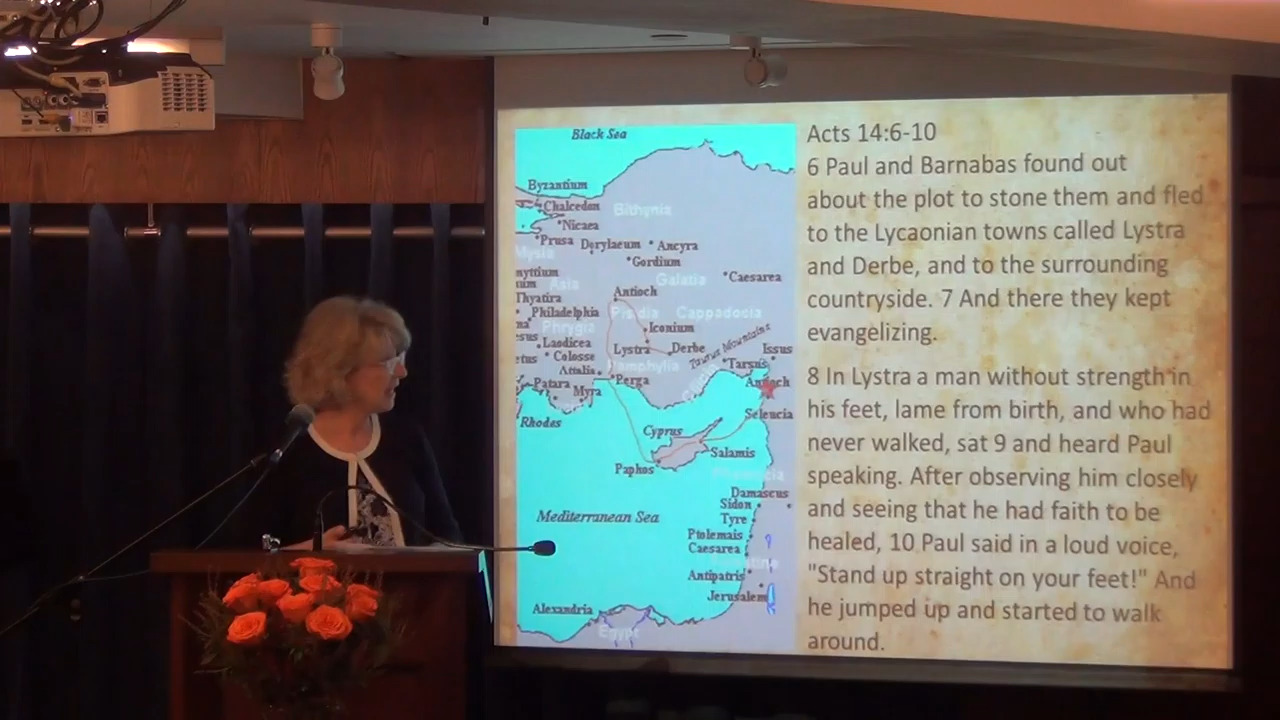 Black Sea
Byzantium
Chalcedon
Bithynia
Nicaea
Prusa
Dorylaeum
Ancyra
Mysia
Gordium
Asia
Galatia
Caesarea
Antioch
Thyatira
Philadelphia
Pisidia
Cappadocia
Phrygia
Iconium
Laodicea
Lystra
Derbe
Taurus Mountains
Issus
Colosse
Attalia
Pamphylia
Tarsus
Patara
Perga
Antioch
Myra
Rhodes
Seleucia
Cyprus
Salamis
Paphos
Damascus
Sidon
Mediterranean Sea
Tyre
Ptolemais
Caesarea
Antipatris
Jerusalem
Alexandria
Egypt
Acts 14:6-10
6 Paul and Barnabas found out
about the plot to stone them and fled
to the Lycaonian towns called Lystra
and Derbe, and to the surrounding
countryside. 7 And there they kept
evangelizing.
8 In Lystra a man without strength in
his feet, lame from birth, and who had
never walked, sat 9 and heard Paul
speaking. After observing him closely
and seeing that he had faith to be
healed, 10 Paul said in a loud voice,
"Stand up straight on your feet!" And
he jumped up and started to walk
around.